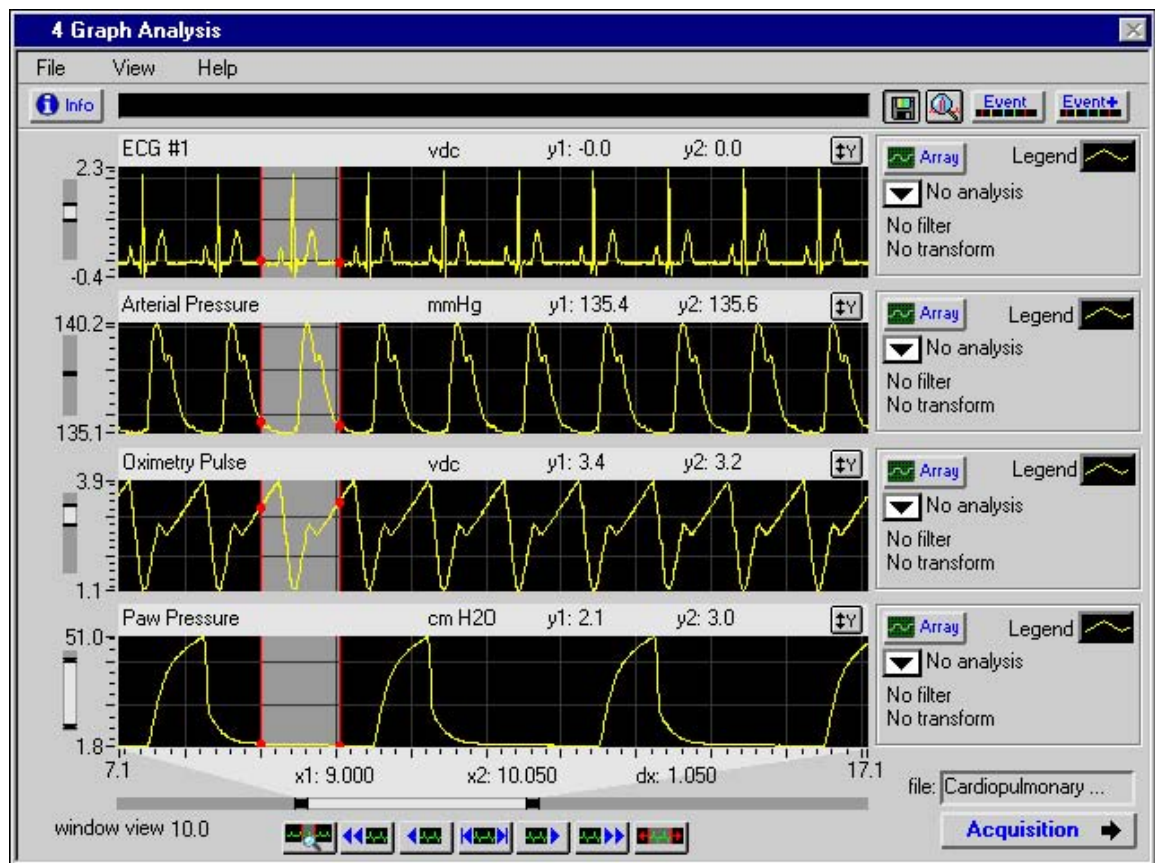 4 Graph Analysis
File View Help
Info Event Event+
ECG #1 vdc y1: -0.0 y2: 0.0 Y
2.3
-0.4
Array Legend
No analysis
No filter
No transform
Arterial Pressure mmHg y1: 135.4 y2: 135.6 Y
140.2
135.1
Array Legend
No analysis
No filter
No transform
Oximetry Pulse vdc y1: 3.4 y2: 3.2 Y
3.9
1.1
Array Legend
No analysis
No filter
No transform
Paw Pressure cm H2O y1: 2.1 y2: 3.0 Y
51.0
1.8
Array Legend
No analysis
No filter
No transform
7.1 x1: 9.000 x2: 10.050 dx: 1.050 17.1
file: Cardiopulmonary ...
window view 10.0
Acquisition